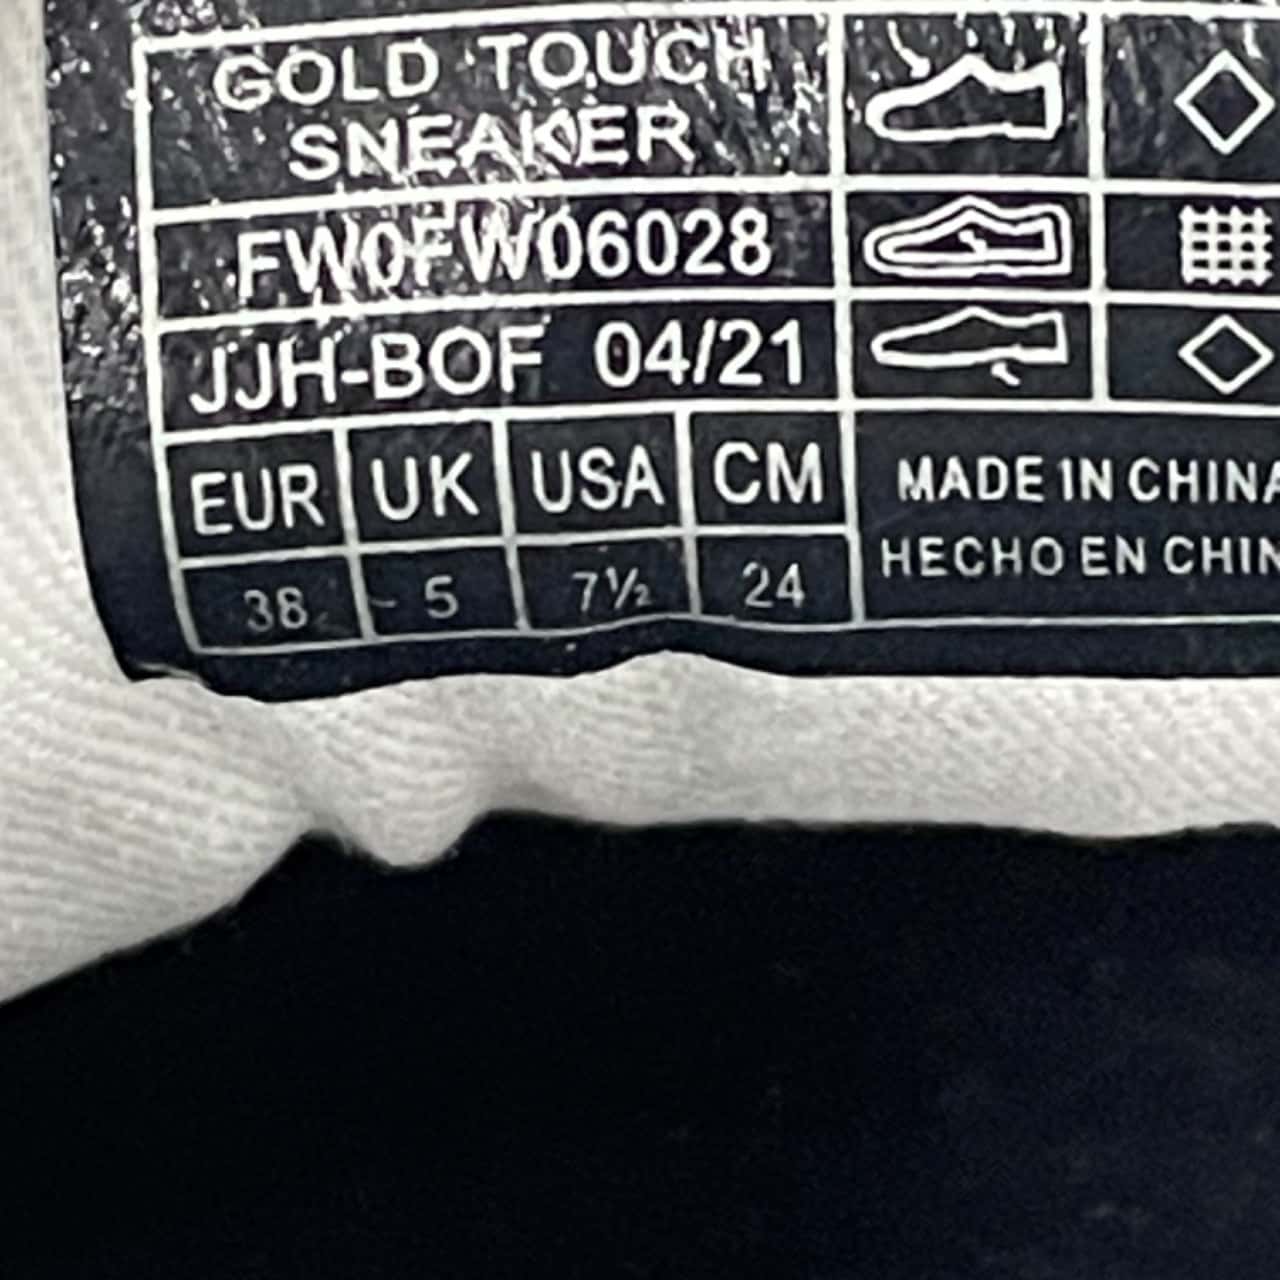 GOLD TOUCH
SNEAKER
FW0FW06028
JJH-BOF 04/21
EUR UK USA CM
38 5 7½ 24
MADE IN CHINA
HECHO EN CHIN